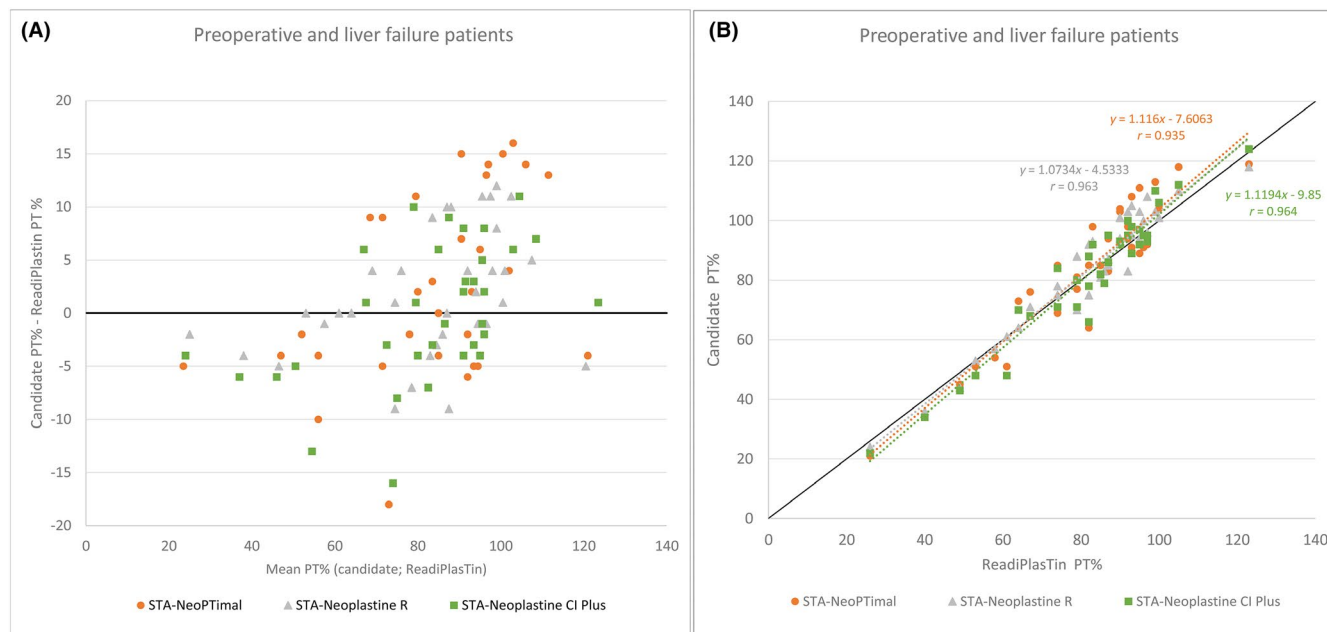 (A)
Preoperative and liver failure patients
Candidate PT% - ReadiPlastin PT %
20
15
10
5
0
-5
-10
-15
-20
0 20 40 60 80 100 120 140
Mean PT% (candidate; ReadiPlasTin)
STA-NeoPTimal STA-Neoplastine R STA-Neoplastine CI Plus
(B)
Preoperative and liver failure patients
Candidate PT%
140
120
100
80
60
40
20
0
y = 1.116x - 7.6063
r = 0.935
y = 1.0734x - 4.5333
r = 0.963
y = 1.1194x - 9.85
r = 0.964
0 20 40 60 80 100 120 140
ReadiPlasTin PT%
STA-NeoPTimal STA-Neoplastine R STA-Neoplastine CI Plus